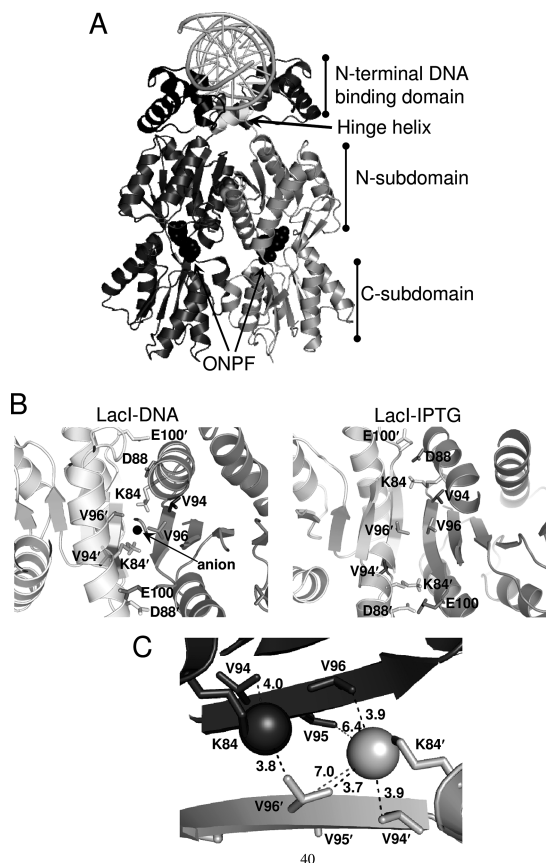 A
N-terminal DNA
binding domain
Hinge helix
N-subdomain
C-subdomain
ONPF
B
LacI-DNA
E100′
D88
K84
V94
V96′
V96
anion
V94′
K84′
E100
D88′
LacI-IPTG
E100′
D88
K84
V94
V96′
V96
V94′
K84′
D88′
E100
C
V94
V96
4.0
3.9
K84
V95
6.4
K84′
3.8
7.0
3.7
3.9
V96′
V95′
V94′
40